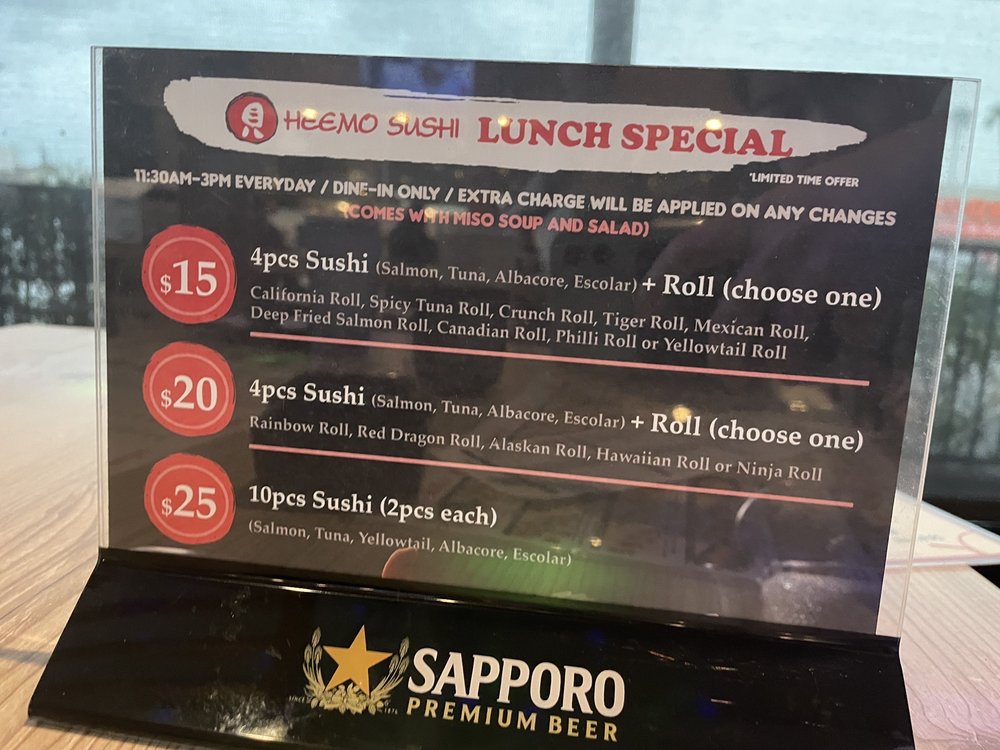 HEEMO SUSHI LUNCH SPECIAL
*LIMITED TIME OFFER
11:30AM-3PM EVERYDAY / DINE-IN ONLY / EXTRA CHARGE WILL BE APPLIED ON ANY CHANGES
(COMES WITH MISO SOUP AND SALAD)
$15
4pcs Sushi (Salmon, Tuna, Albacore, Escolar) + Roll (choose one)
California Roll, Spicy Tuna Roll, Crunch Roll, Tiger Roll, Mexican Roll,
Deep Fried Salmon Roll, Canadian Roll, Philli Roll or Yellowtail Roll
$20
4pcs Sushi (Salmon, Tuna, Albacore, Escolar) + Roll (choose one)
Rainbow Roll, Red Dragon Roll, Alaskan Roll, Hawaiian Roll or Ninja Roll
$25
10pcs Sushi (2pcs each)
(Salmon, Tuna, Yellowtail, Albacore, Escolar)
SINCE 1876
SAPPORO
PREMIUM BEER